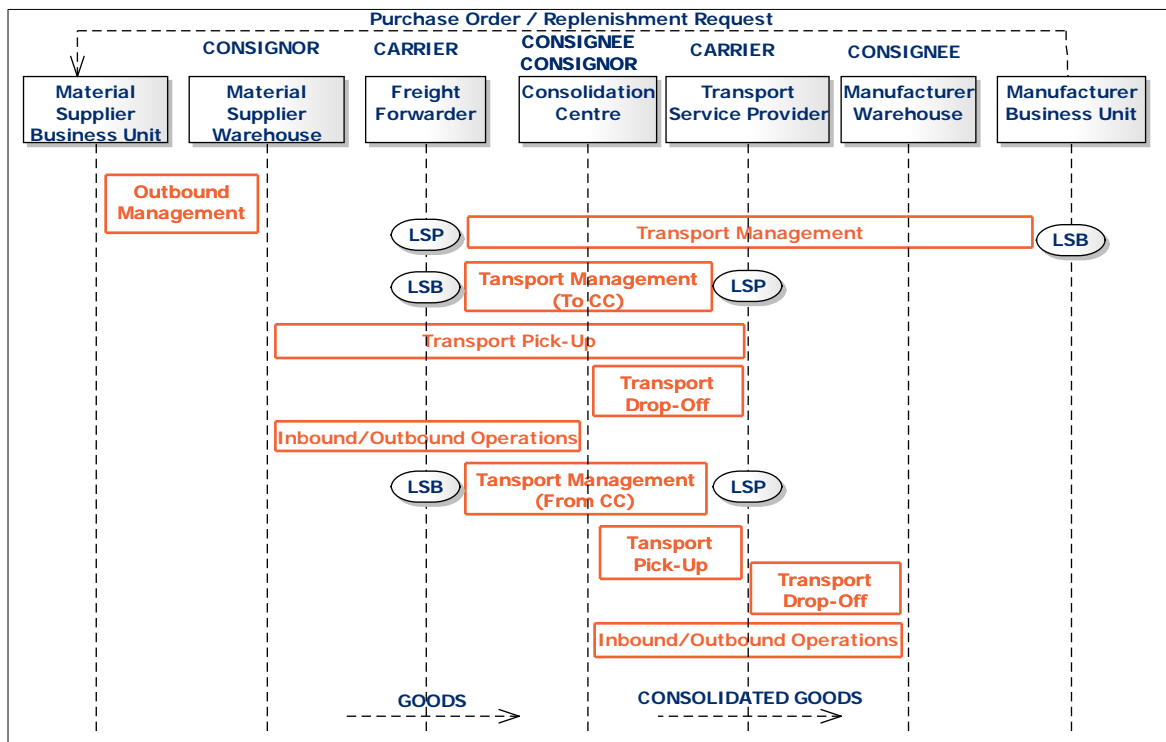 Purchase Order / Replenishment Request
CONSIGNOR
CARRIER
CONSIGNEE
CONSIGNOR
CARRIER
CONSIGNEE
Material
Supplier
Business Unit
Material
Supplier
Warehouse
Freight
Forwarder
Consolidation
Centre
Transport
Service Provider
Manufacturer
Warehouse
Manufacturer
Business Unit
Outbound
Management
LSP
Transport Management
LSB
LSB
Tansport Management
(To CC)
LSP
Transport Pick-Up
Transport
Drop-Off
Inbound/Outbound Operations
LSB
Tansport Management
(From CC)
LSP
Tansport
Pick-Up
Transport
Drop-Off
Inbound/Outbound Operations
GOODS
CONSOLIDATED GOODS